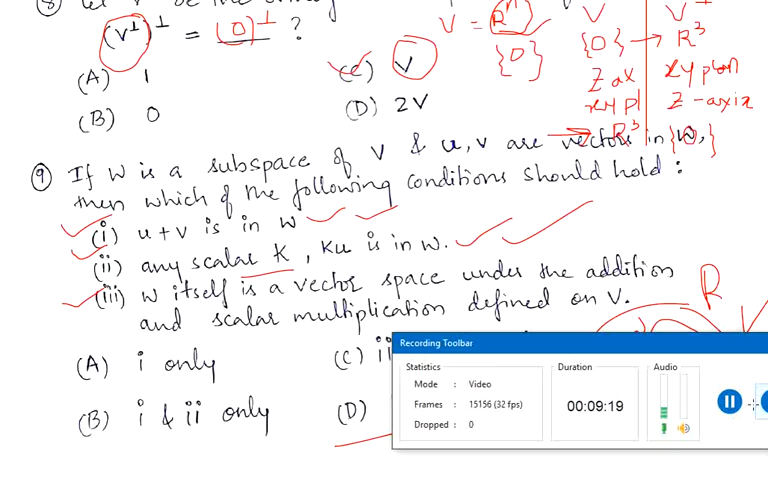 (V⊥)⊥ = (0)⊥ ?
V = Rⁿ
{0}
V V⊥
{0} → R³
Z ax xy plan
xy pl Z-axix
→ R³ {0}
(A) 1
(C) V
(B) 0
(D) 2V
(9) If W is a subspace of V & u, v are vectors in W,
then which of the following conditions should hold :
(i) u+v is in W
(ii) any scalar K, Ku is in W.
(iii) W itself is a vector space under the addition
and scalar multiplication defined on V.
R
(A) i only
(C) ii
(B) i & ii only
(D)
Recording Toolbar
Statistics
Mode : Video
Frames : 15156 (32 fps)
Dropped : 0
Duration
00:09:19
Audio